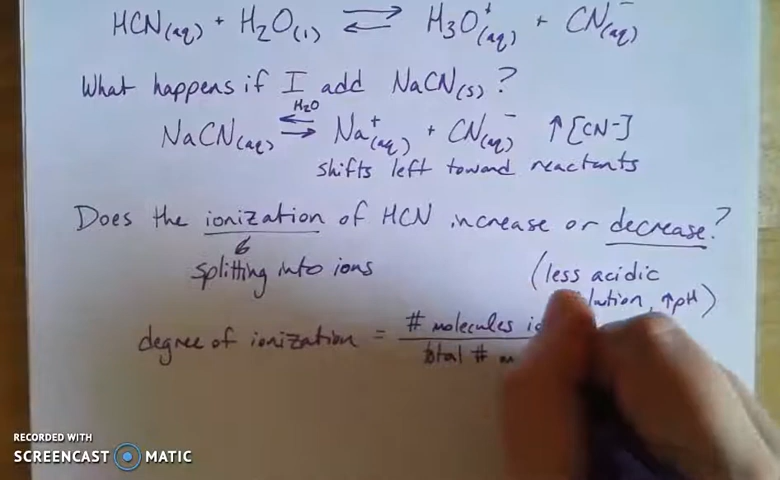 HCN(aq) + H₂O(l) ⇌ H₃O⁺(aq) + CN⁻(aq)
What happens if I add NaCN(s)?
H₂O
NaCN(aq) ⇌ Na⁺(aq) + CN⁻(aq) ↑[CN-]
shifts left toward reactants
Does the ionization of HCN increase or decrease?
splitting into ions (less acidic
↑pH)
degree of ionization = # molecules
total #
RECORDED WITH
SCREENCAST MATIC